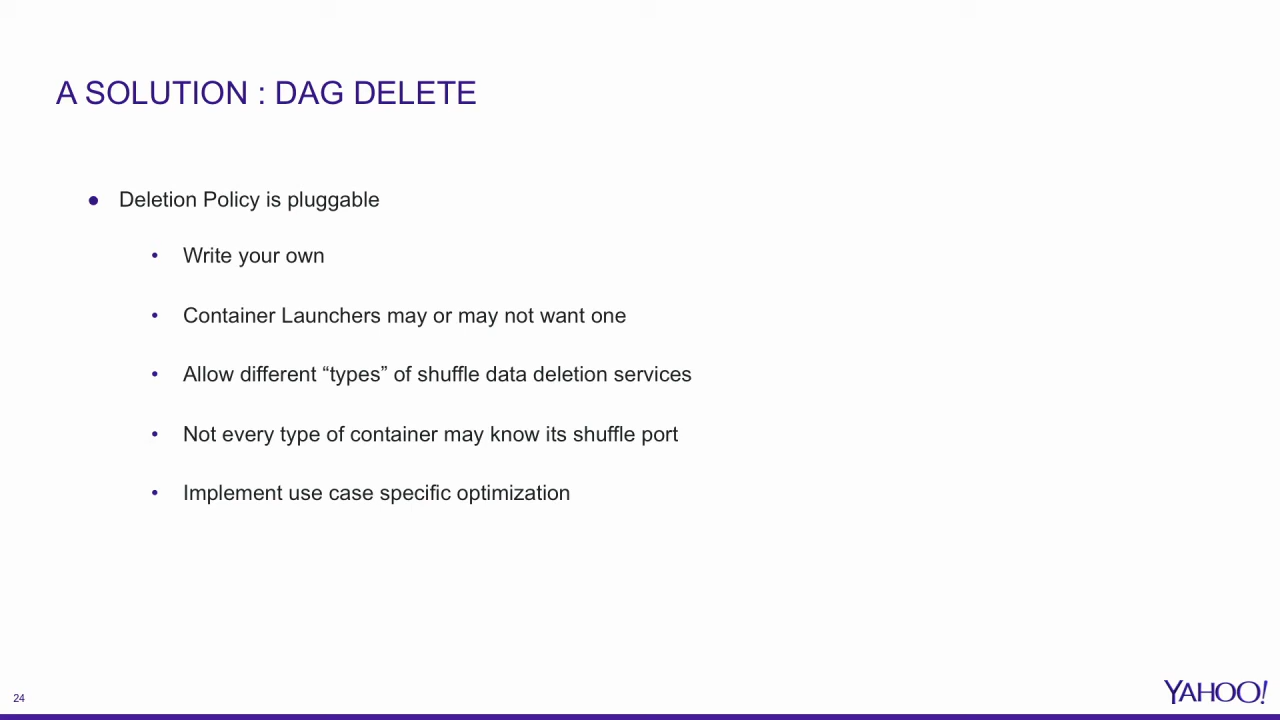 A SOLUTION : DAG DELETE
● Deletion Policy is pluggable
• Write your own
• Container Launchers may or may not want one
• Allow different “types” of shuffle data deletion services
• Not every type of container may know its shuffle port
• Implement use case specific optimization
24
YAHOO!